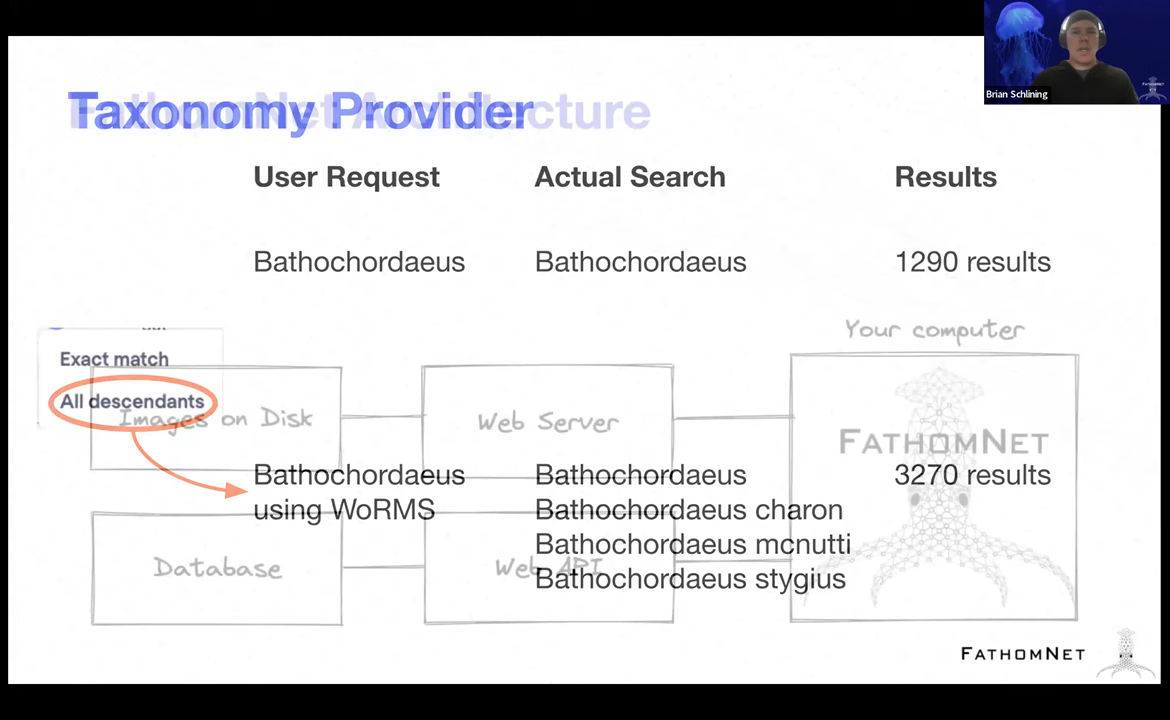 Brian Schlining
Taxonomy Provider
FathomNet Architecture
User Request Actual Search Results
Bathochordaeus Bathochordaeus 1290 results
Your computer
Exact match
All descendants
Images on Disk
Web Server
FATHOMNET
Bathochordaeus Bathochordaeus 3270 results
using WoRMS Bathochordaeus charon
Bathochordaeus mcnutti
Database
Web API
Bathochordaeus stygius
FATHOMNET